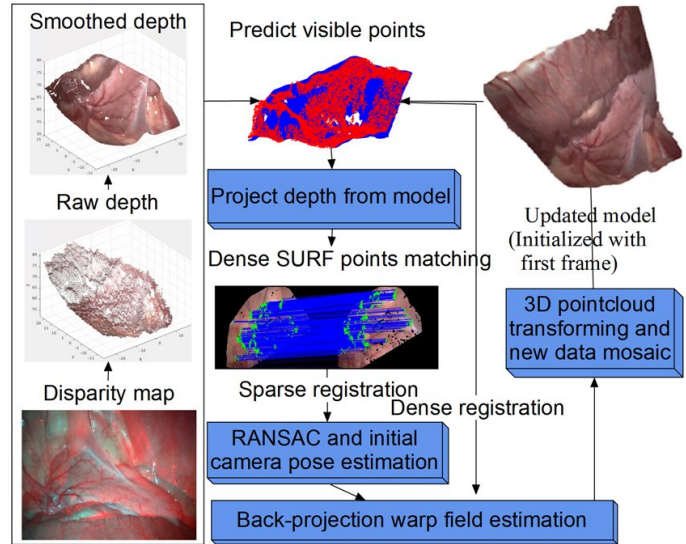 Smoothed depth
Raw depth
Disparity map
Predict visible points
Project depth from model
Dense SURF points matching
Sparse registration
Dense registration
RANSAC and initial
camera pose estimation
Back-projection warp field estimation
Updated model
(Initialized with
first frame)
3D pointcloud
transforming and
new data mosaic